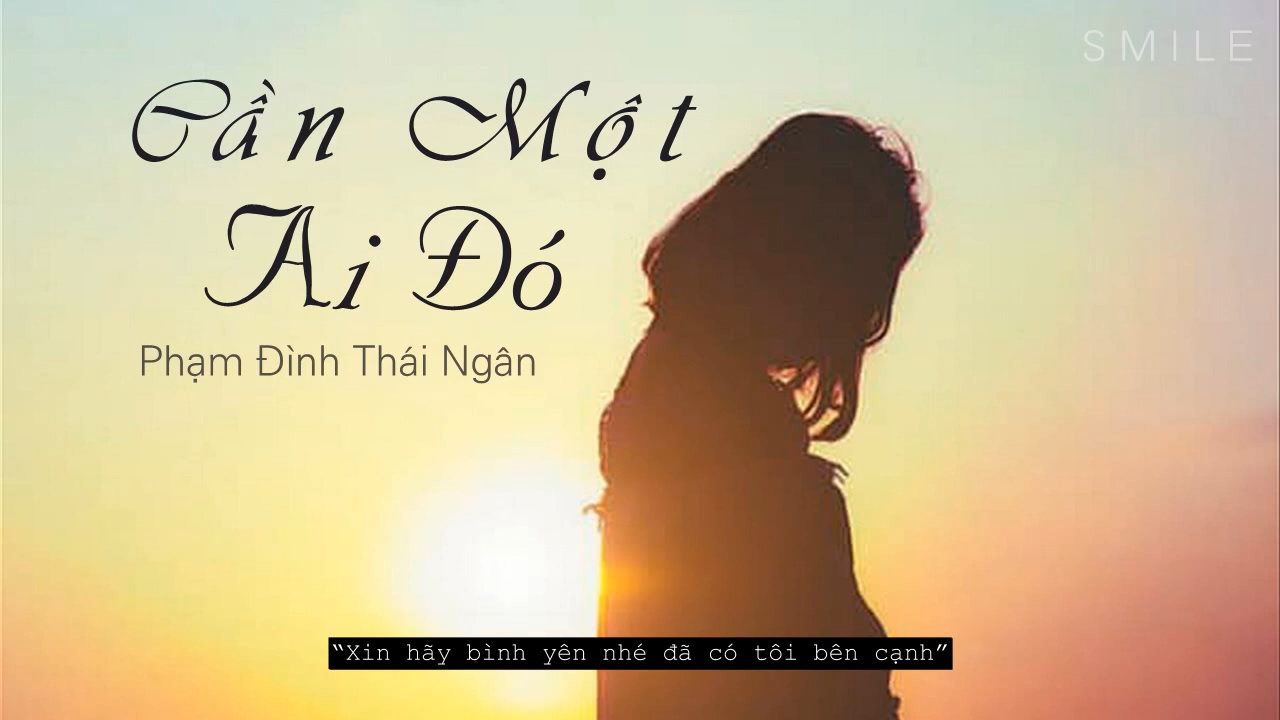 SMILE
Cần Một
Ai Đó
Phạm Đình Thái Ngân
“Xin hãy bình yên nhé đã có tôi bên cạnh”